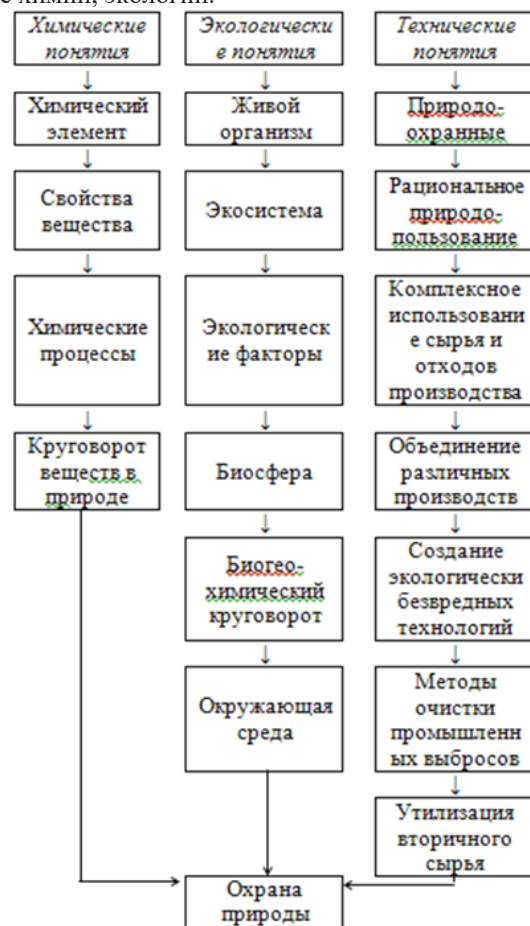 с химии, экологии.
Химические
понятия
Химический
элемент
Свойства
вещества
Химические
процессы
Круговорот
веществ в
природе
Экологическ
ие понятия
Живой
организм
Экосистема
Экологическ
ие факторы
Биосфера
Биогео-
химический
круговорот
Окружающая
среда
Технические
понятия
Природо-
охранные
Рациональное
природо-
пользование
Комплексное
использовани
е сырья и
отходов
производства
Объединение
различных
производств
Создание
экологически
безвредных
технологий
Методы
очистки
промышленн
ых выбросов
Утилизация
вторичного
сырья
Охрана
природы